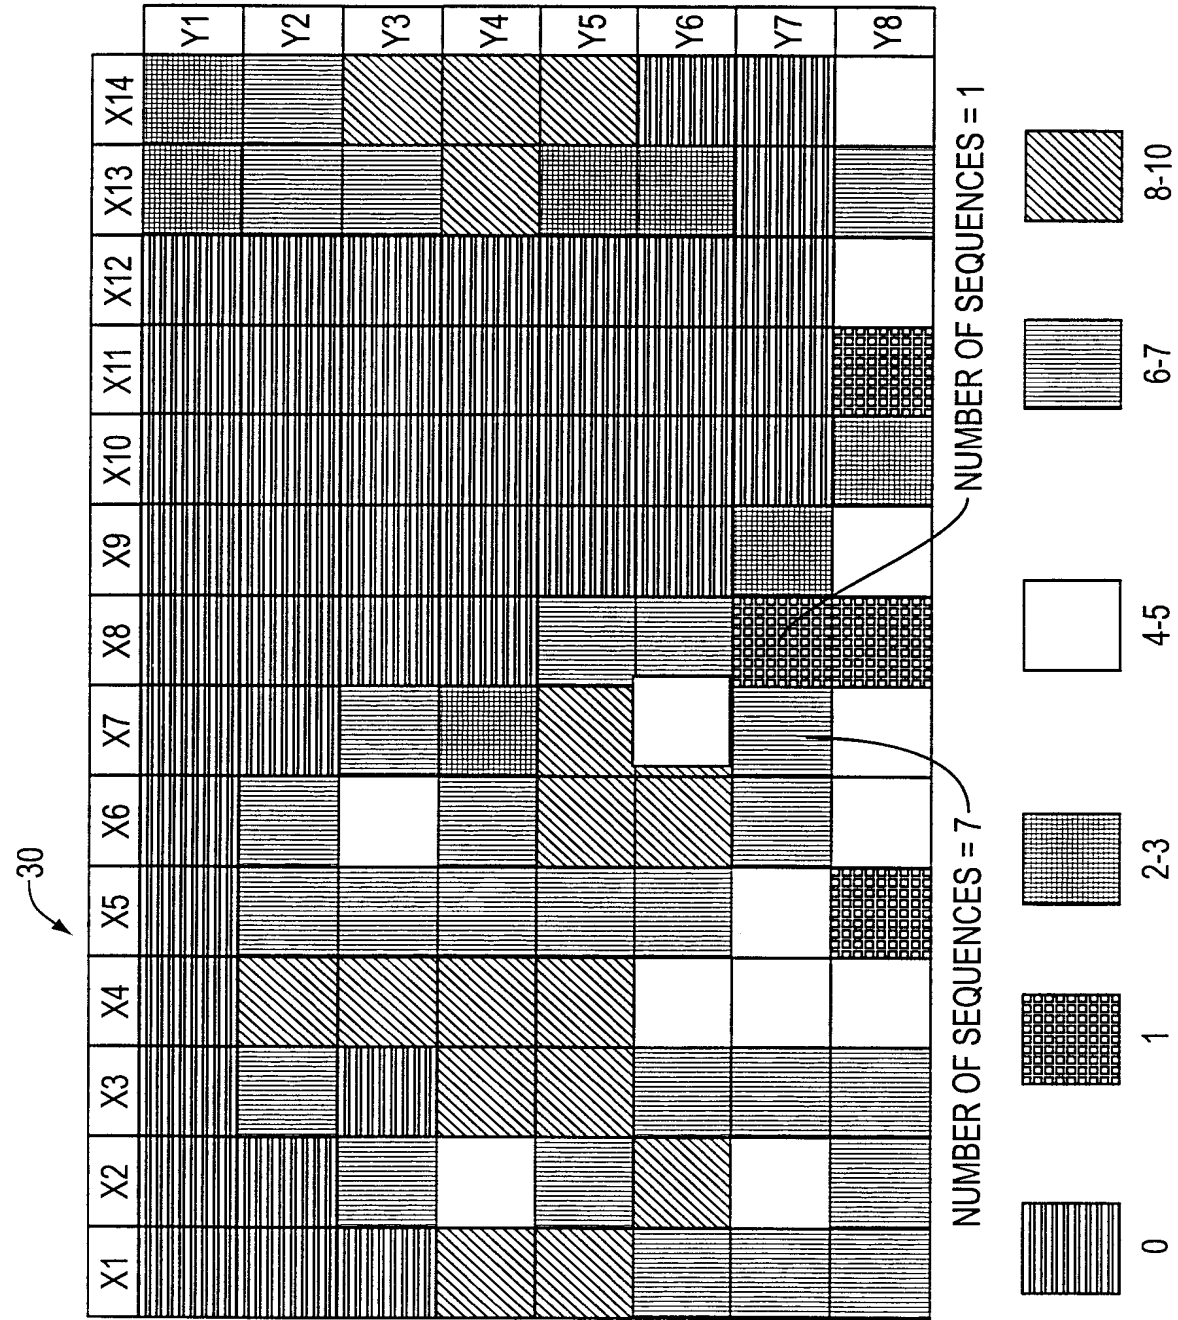 30
X1 X2 X3 X4 X5 X6 X7 X8 X9 X10 X11 X12 X13 X14
Y1
Y2
Y3
Y4
Y5
Y6
Y7
Y8
NUMBER OF SEQUENCES = 7
NUMBER OF SEQUENCES = 1
0 1 2-3 4-5 6-7 8-10